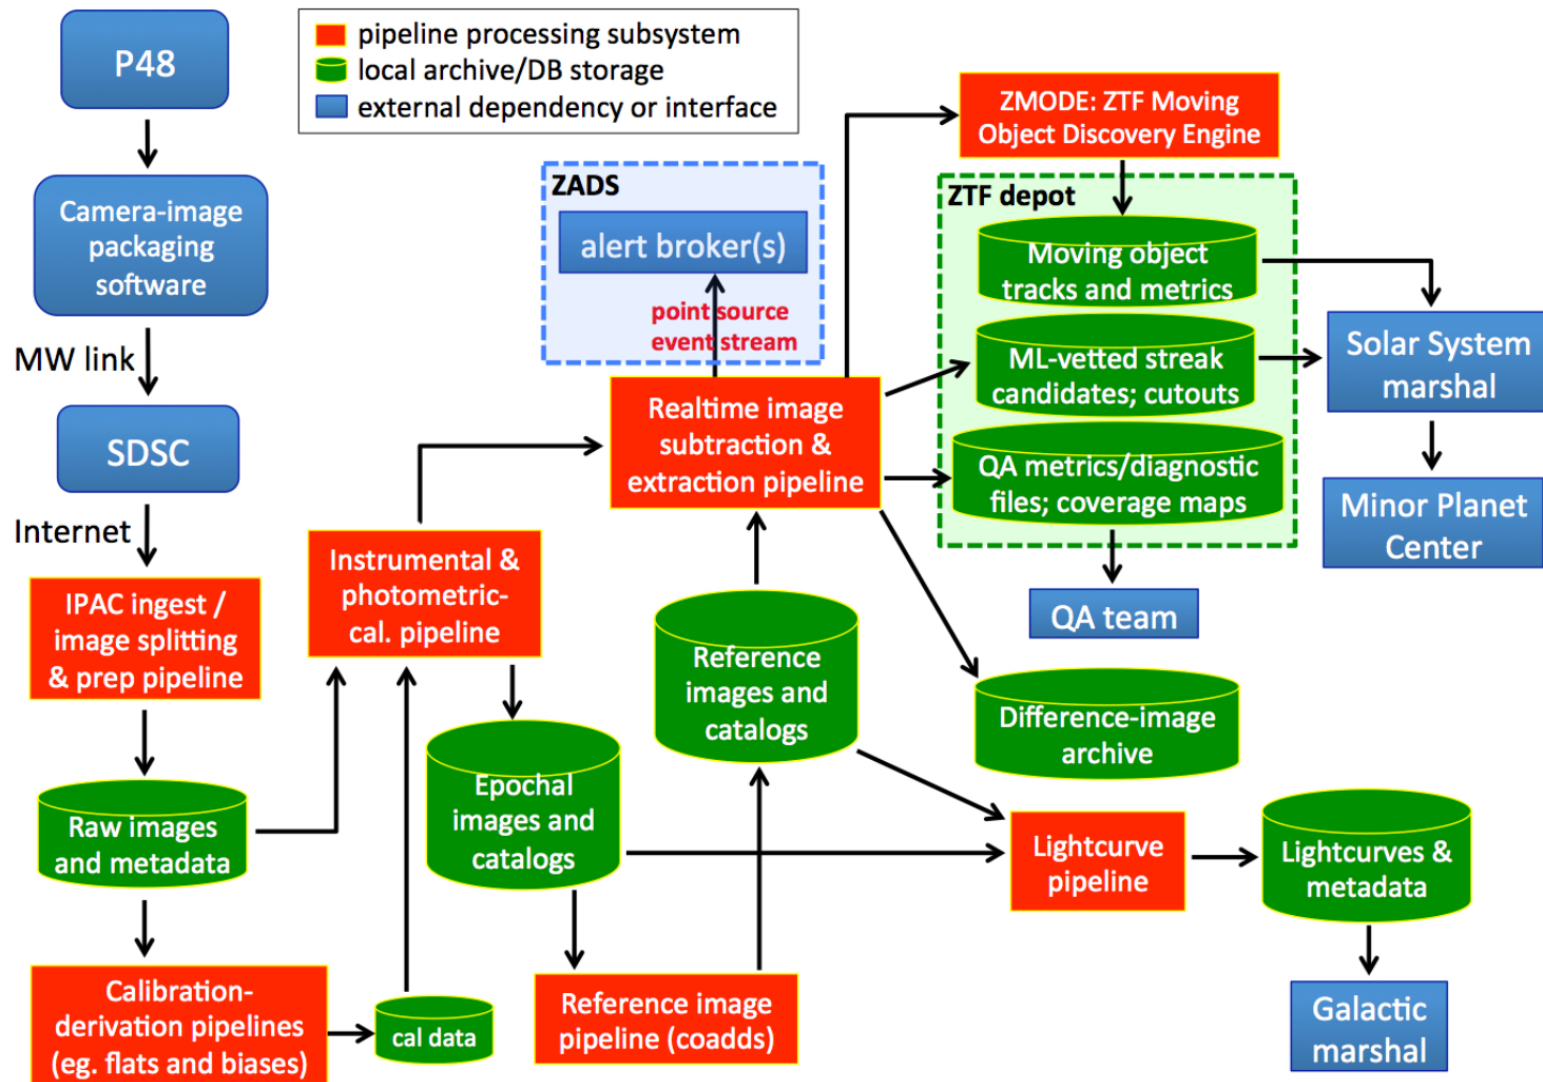 P48
pipeline processing subsystem
local archive/DB storage
external dependency or interface
Camera-image
packaging
software
MW link
SDSC
Internet
IPAC ingest /
image splitting
& prep pipeline
Raw images
and metadata
Calibration-
derivation pipelines
(eg. flats and biases)
cal data
Instrumental &
photometric-
cal. pipeline
Epochal
images and
catalogs
Reference image
pipeline (coadds)
Reference
images and
catalogs
ZADS
alert broker(s)
point source
event stream
Realtime image
subtraction &
extraction pipeline
ZMODE: ZTF Moving
Object Discovery Engine
ZTF depot
Moving object
tracks and metrics
ML-vetted streak
candidates; cutouts
QA metrics/diagnostic
files; coverage maps
QA team
Solar System
marshal
Minor Planet
Center
Difference-image
archive
Lightcurve
pipeline
Lightcurves &
metadata
Galactic
marshal